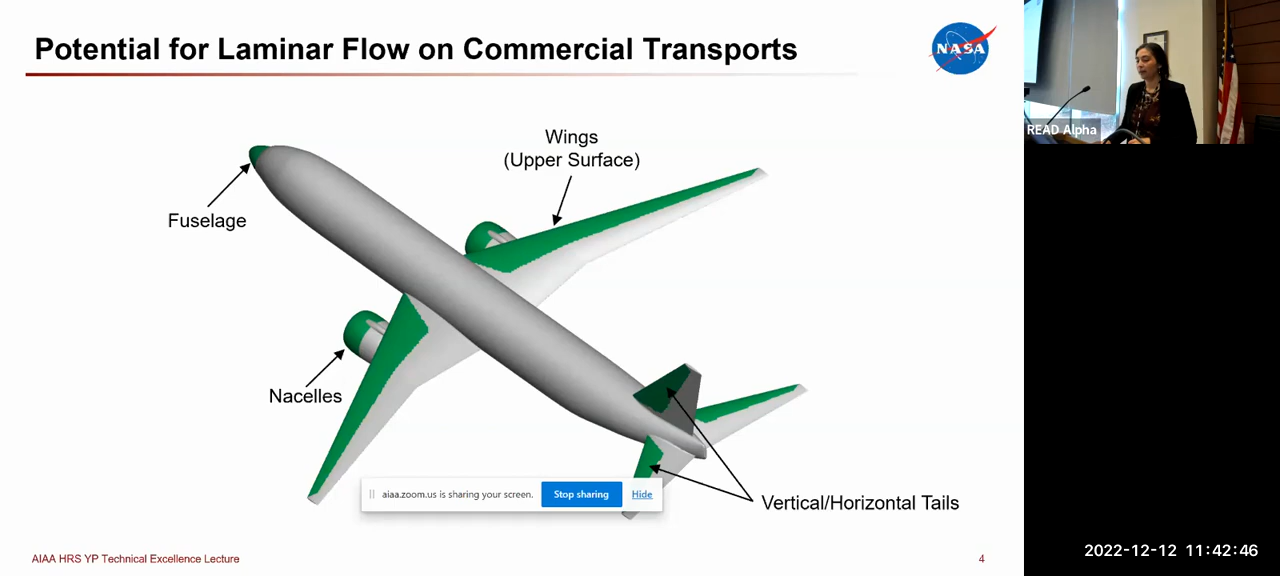 Potential for Laminar Flow on Commercial Transports
NASA
READ Alpha
Wings
(Upper Surface)
Fuselage
Nacelles
aiaa.zoom.us is sharing your screen.
Stop sharing
Hide
Vertical/Horizontal Tails
AIAA HRS YP Technical Excellence Lecture
4
2022-12-12 11:42:46